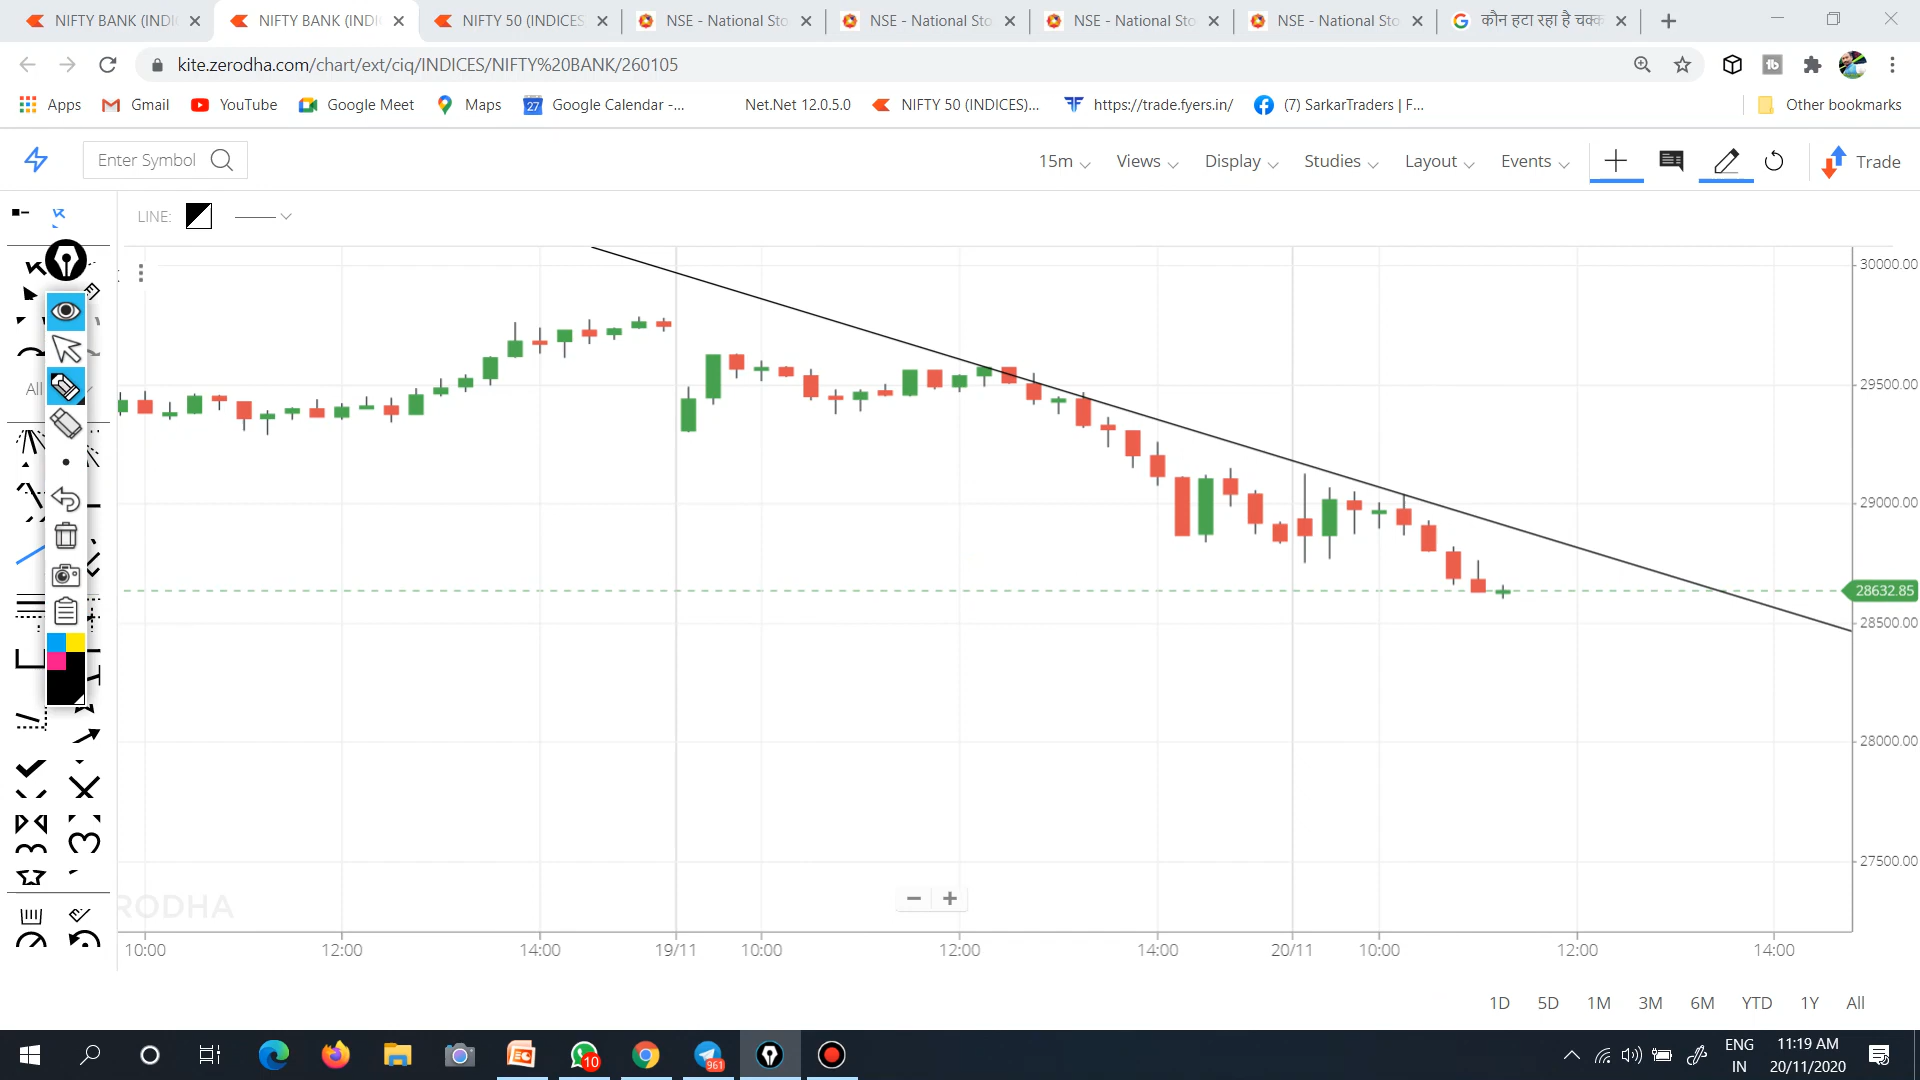 NIFTY BANK (INDI
NIFTY BANK (INDI
NIFTY 50 (INDICES
NSE - National Sto
NSE - National Sto
NSE - National Sto
NSE - National Sto
कौन हटा रहा है चक्क
kite.zerodha.com/chart/ext/ciq/INDICES/NIFTY%20BANK/260105
Apps
Gmail
YouTube
Google Meet
Maps
27
Google Calendar -...
Net.Net 12.0.5.0
NIFTY 50 (INDICES)...
https://trade.fyers.in/
(7) SarkarTraders | F...
Other bookmarks
Enter Symbol
15m
Views
Display
Studies
Layout
Events
Trade
LINE:
All
30000.00
29500.00
29000.00
28632.85
28500.00
28000.00
27500.00
RODHA
10:00
12:00
14:00
19/11
10:00
12:00
14:00
20/11
10:00
12:00
14:00
1D
5D
1M
3M
6M
YTD
1Y
All
10
961
ENG
IN
11:19 AM
20/11/2020